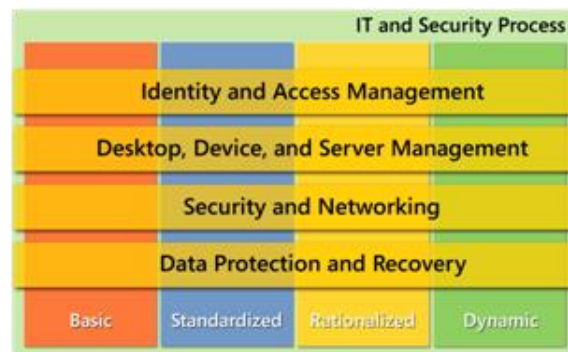 IT and Security Process
Identity and Access Management
Desktop, Device, and Server Management
Security and Networking
Data Protection and Recovery
Basic Standardized Rationalized Dynamic